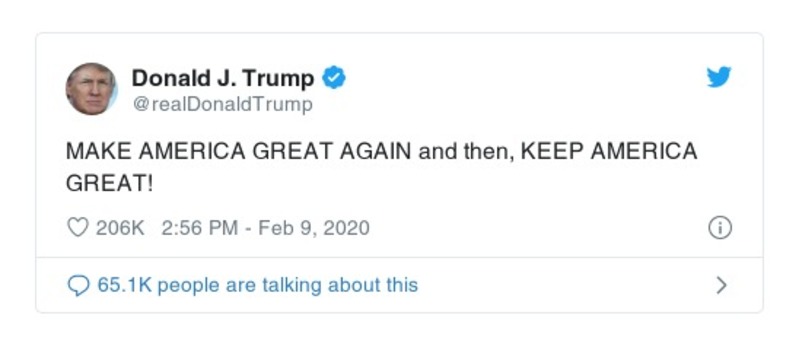 Donald J. Trump
@realDonaldTrump
MAKE AMERICA GREAT AGAIN and then, KEEP AMERICA
GREAT!
206K 2:56 PM - Feb 9, 2020
65.1K people are talking about this